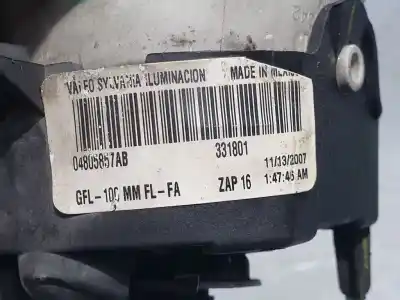 VALEO SYLVANIA ILUMINACION MADE IN MEXICO
04805857AB 331801 11/13/2007
GFL-100 MM FL-FA ZAP 16 1:47:46 AM